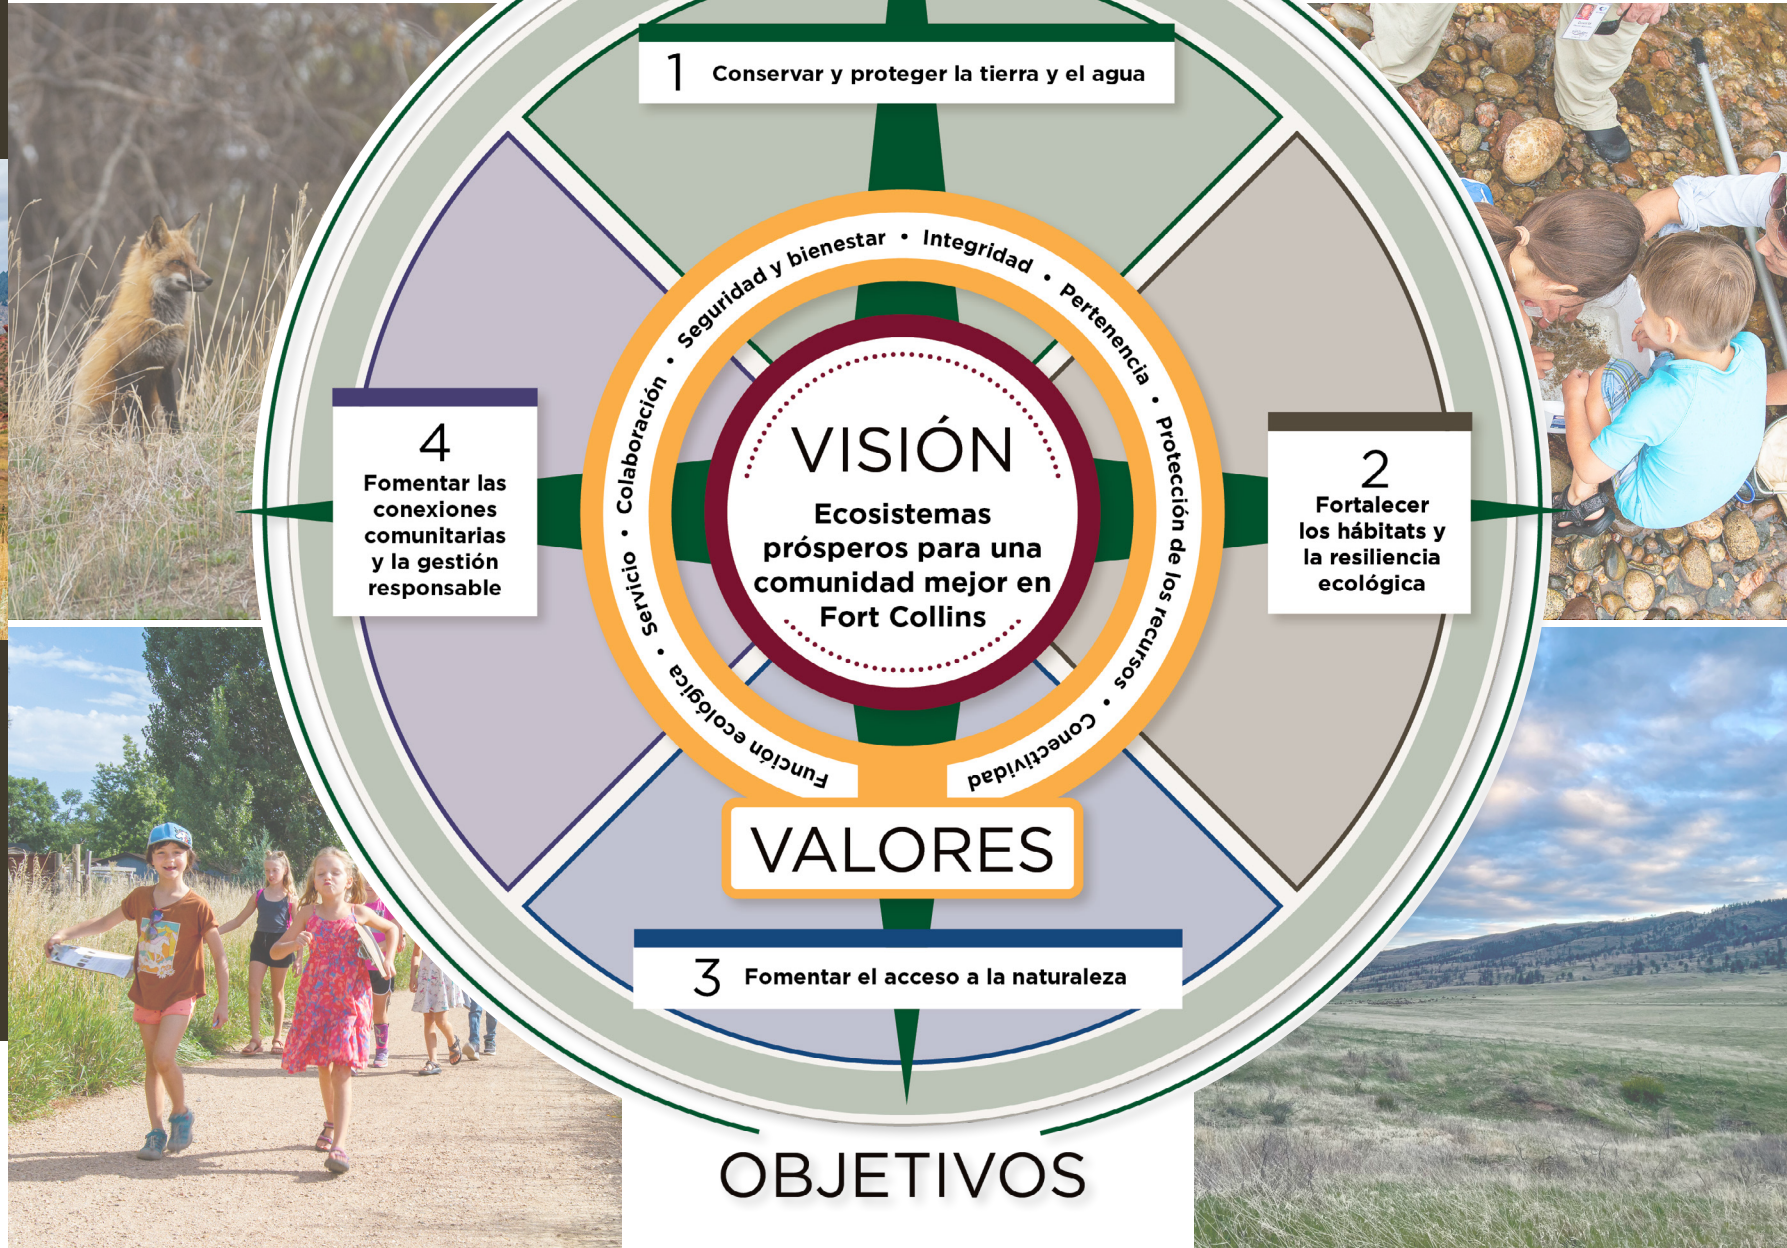 1 Conservar y proteger la tierra y el agua
Función ecológica • Servicio • Colaboración • Seguridad y bienestar • Integridad • Pertenencia • Protección de los recursos • Conectividad
VISIÓN
Ecosistemas
prósperos para una
comunidad mejor en
Fort Collins
4
Fomentar las
conexiones
comunitarias
y la gestión
responsable
2
Fortalecer
los hábitats y
la resiliencia
ecológica
VALORES
3 Fomentar el acceso a la naturaleza
OBJETIVOS